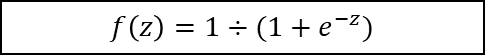 f(z) = 1 ÷ (1 + e^{-z})